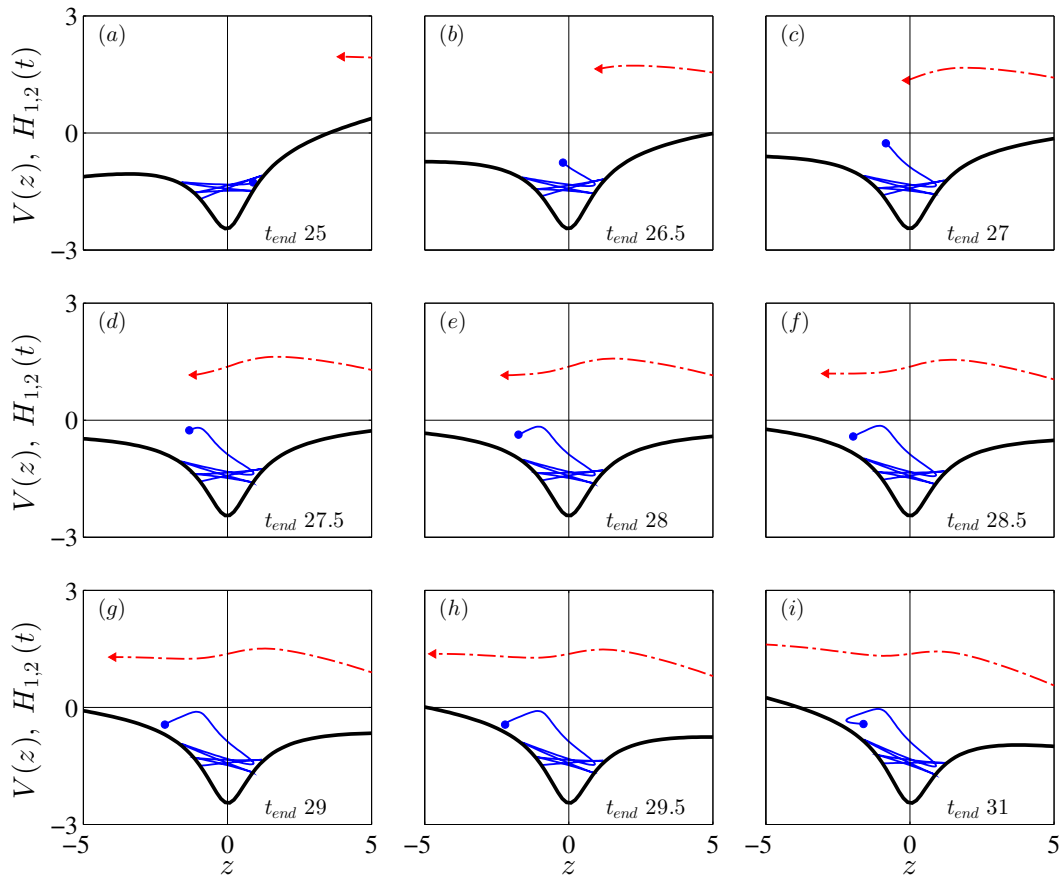 3
0
−3
V(z), H₁,₂(t)
(a)
t_end 25
(b)
t_end 26.5
(c)
t_end 27
3
0
−3
V(z), H₁,₂(t)
(d)
t_end 27.5
(e)
t_end 28
(f)
t_end 28.5
3
0
−3
V(z), H₁,₂(t)
(g)
t_end 29
(h)
t_end 29.5
(i)
t_end 31
−5 0 5
z
−5 0 5
z
−5 0 5
z